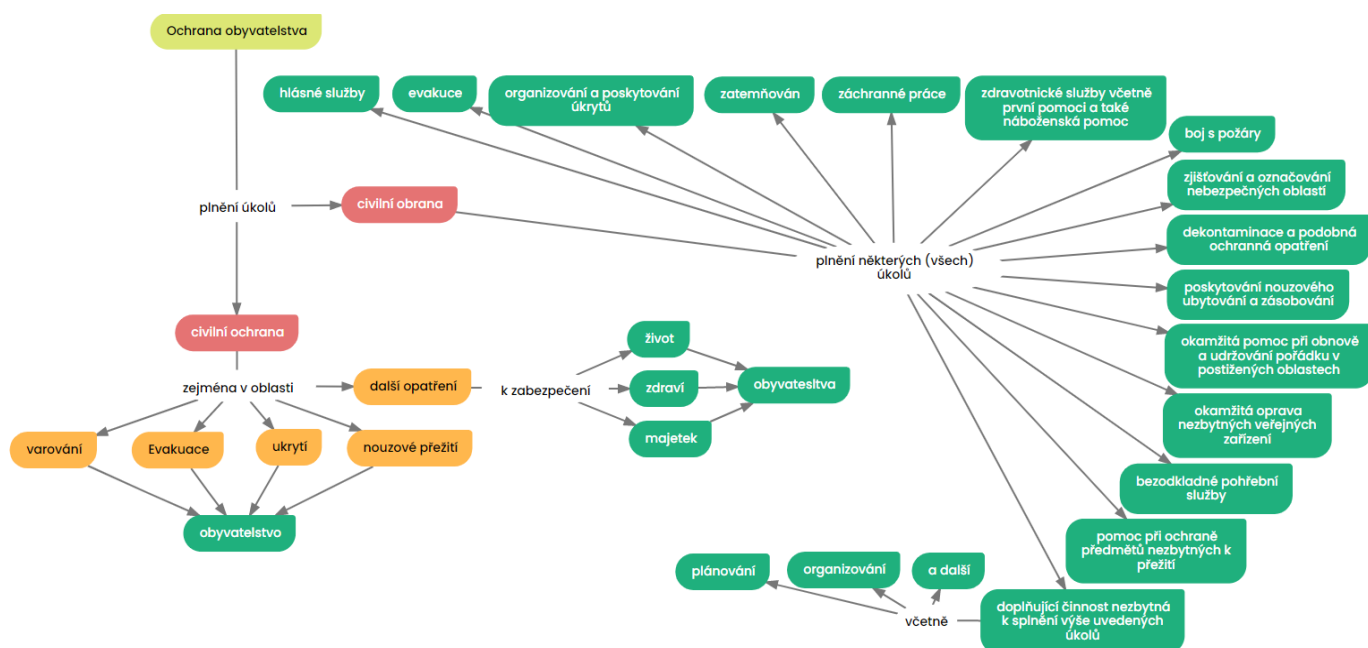 Ochrana obyvatelstva
hlásné služby
evakuce
organizování a poskytování
úkrytů
zatemňován
záchranné práce
zdravotnické služby včetně
první pomoci a také
náboženská pomoc
boj s požáry
zjišťování a označování
nebezpečných oblastí
plnění úkolů
civilní obrana
dekontaminace a podobná
ochranná opatření
plnění některých (všech)
úkolů
poskytování nouzového
ubytování a zásobování
civilní ochrana
okamžitá pomoc při obnově
a udržování pořádku v
postížených oblastech
zejména v oblasti
další opatření
k zabezpečení
život
zdraví
majetek
obyvatesltva
okamžitá oprava
nezbytných veřejných
zařízení
varování
Evakuace
ukrytí
nouzové přežití
bezodkladné pohřební
služby
obyvatelstvo
pomoc při ochraně
předmětů nezbytných k
přežití
plánování
organizování
a další
včetně
doplňující činnost nezbytná
k splnění výše uvedených
úkolů